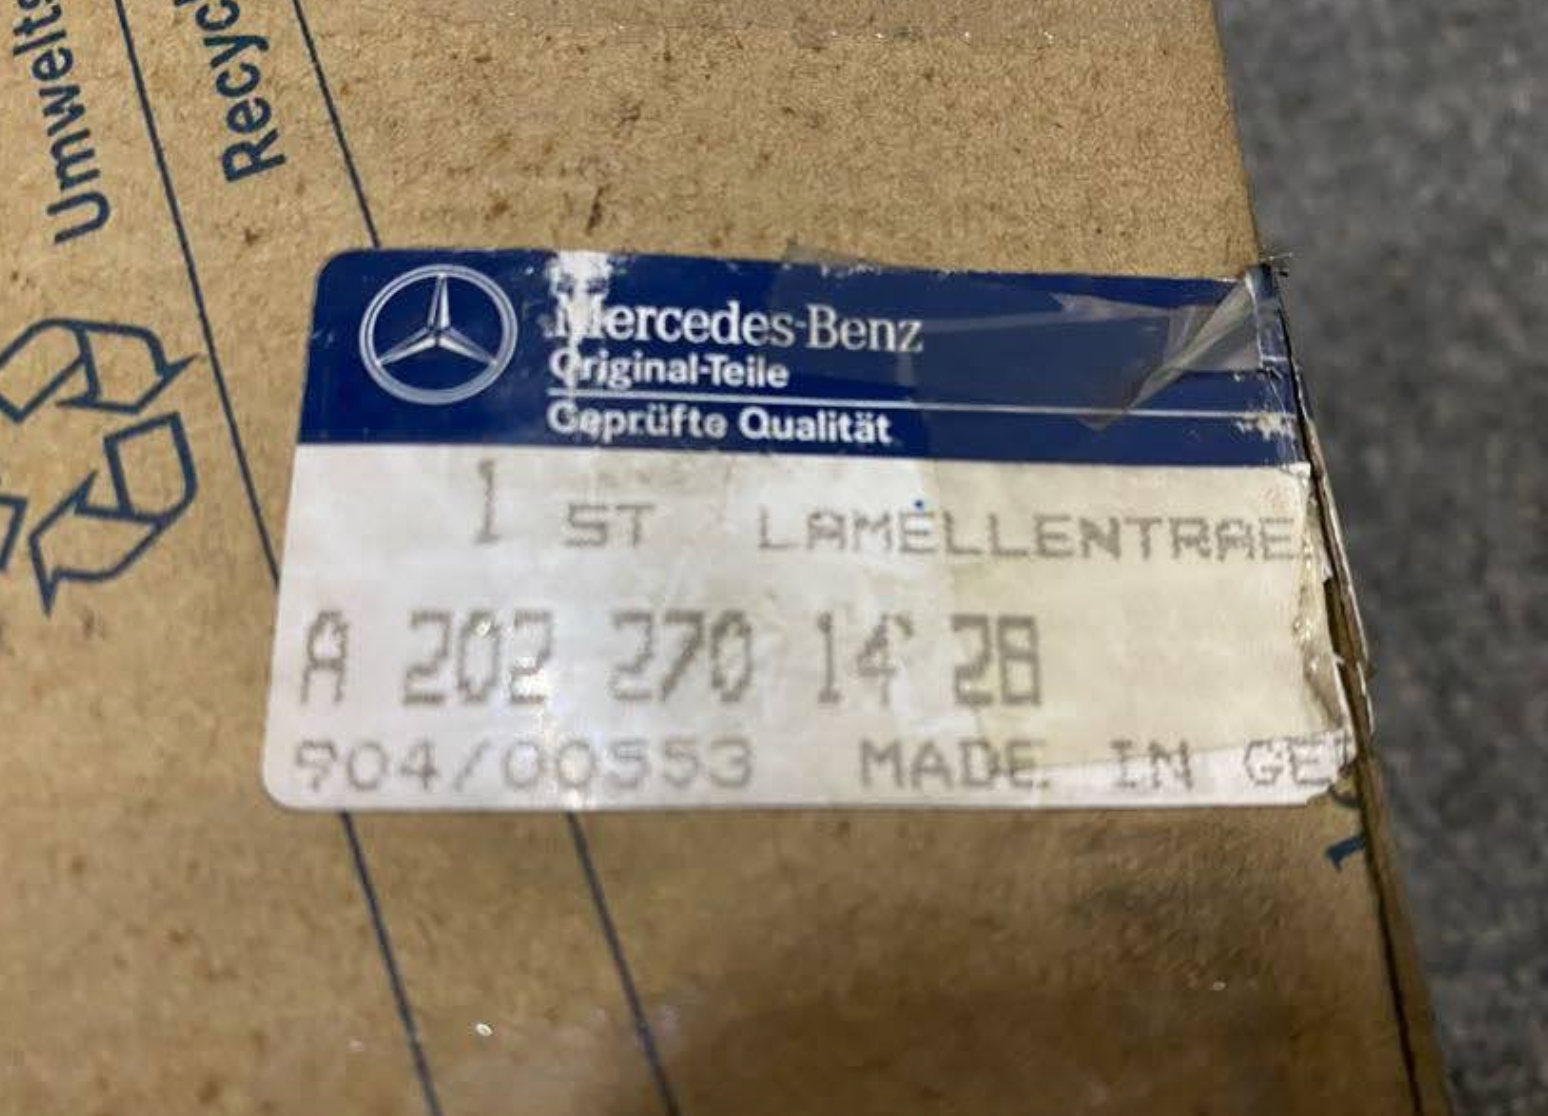 Umwelts
Recycl
Mercedes-Benz
Original-Teile
Geprüfte Qualität
1 ST LAMELLENTRAE
A 202 270 14 28
904/00553 MADE IN GE